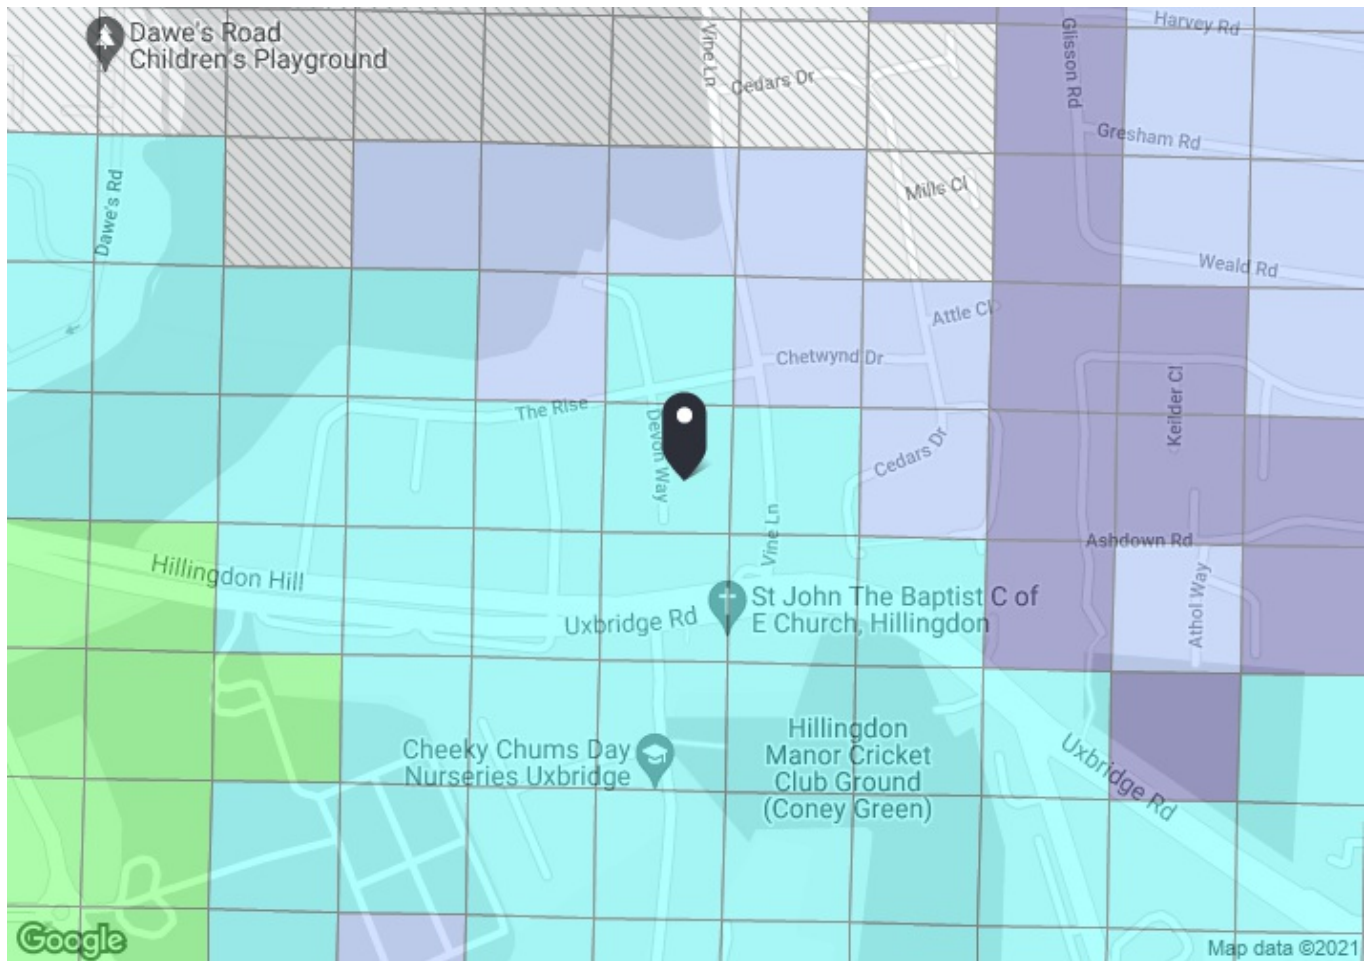 Dawe's Road
Children's Playground
Vine Ln
Cedars Dr
Glisson Rd
Harvey Rd
Gresham Rd
Mills Cl
Dawe's Rd
Weald Rd
Attle Cl
Chetwynd Dr
Keilder Cl
The Rise
Devon Way
Cedars Dr
Vine Ln
Ashdown Rd
Athol Way
Hillingdon Hill
Uxbridge Rd
St John The Baptist C of
E Church, Hillingdon
Cheeky Chums Day
Nurseries Uxbridge
Hillingdon
Manor Cricket
Club Ground
(Coney Green)
Uxbridge Rd
Google
Map data ©2021